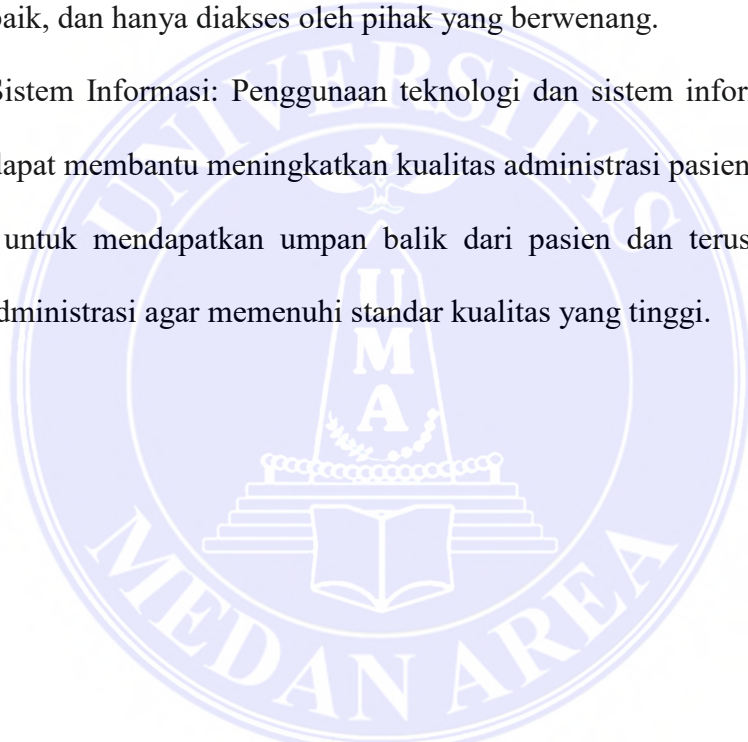 baik, dan hanya diakses oleh pihak yang berwenang.
Sistem Informasi: Penggunaan teknologi dan sistem infor
dapat membantu meningkatkan kualitas administrasi pasien
untuk mendapatkan umpan balik dari pasien dan terus
dministrasi agar memenuhi standar kualitas yang tinggi.
UNIVERSITAS
U
M
A
MEDAN AREA